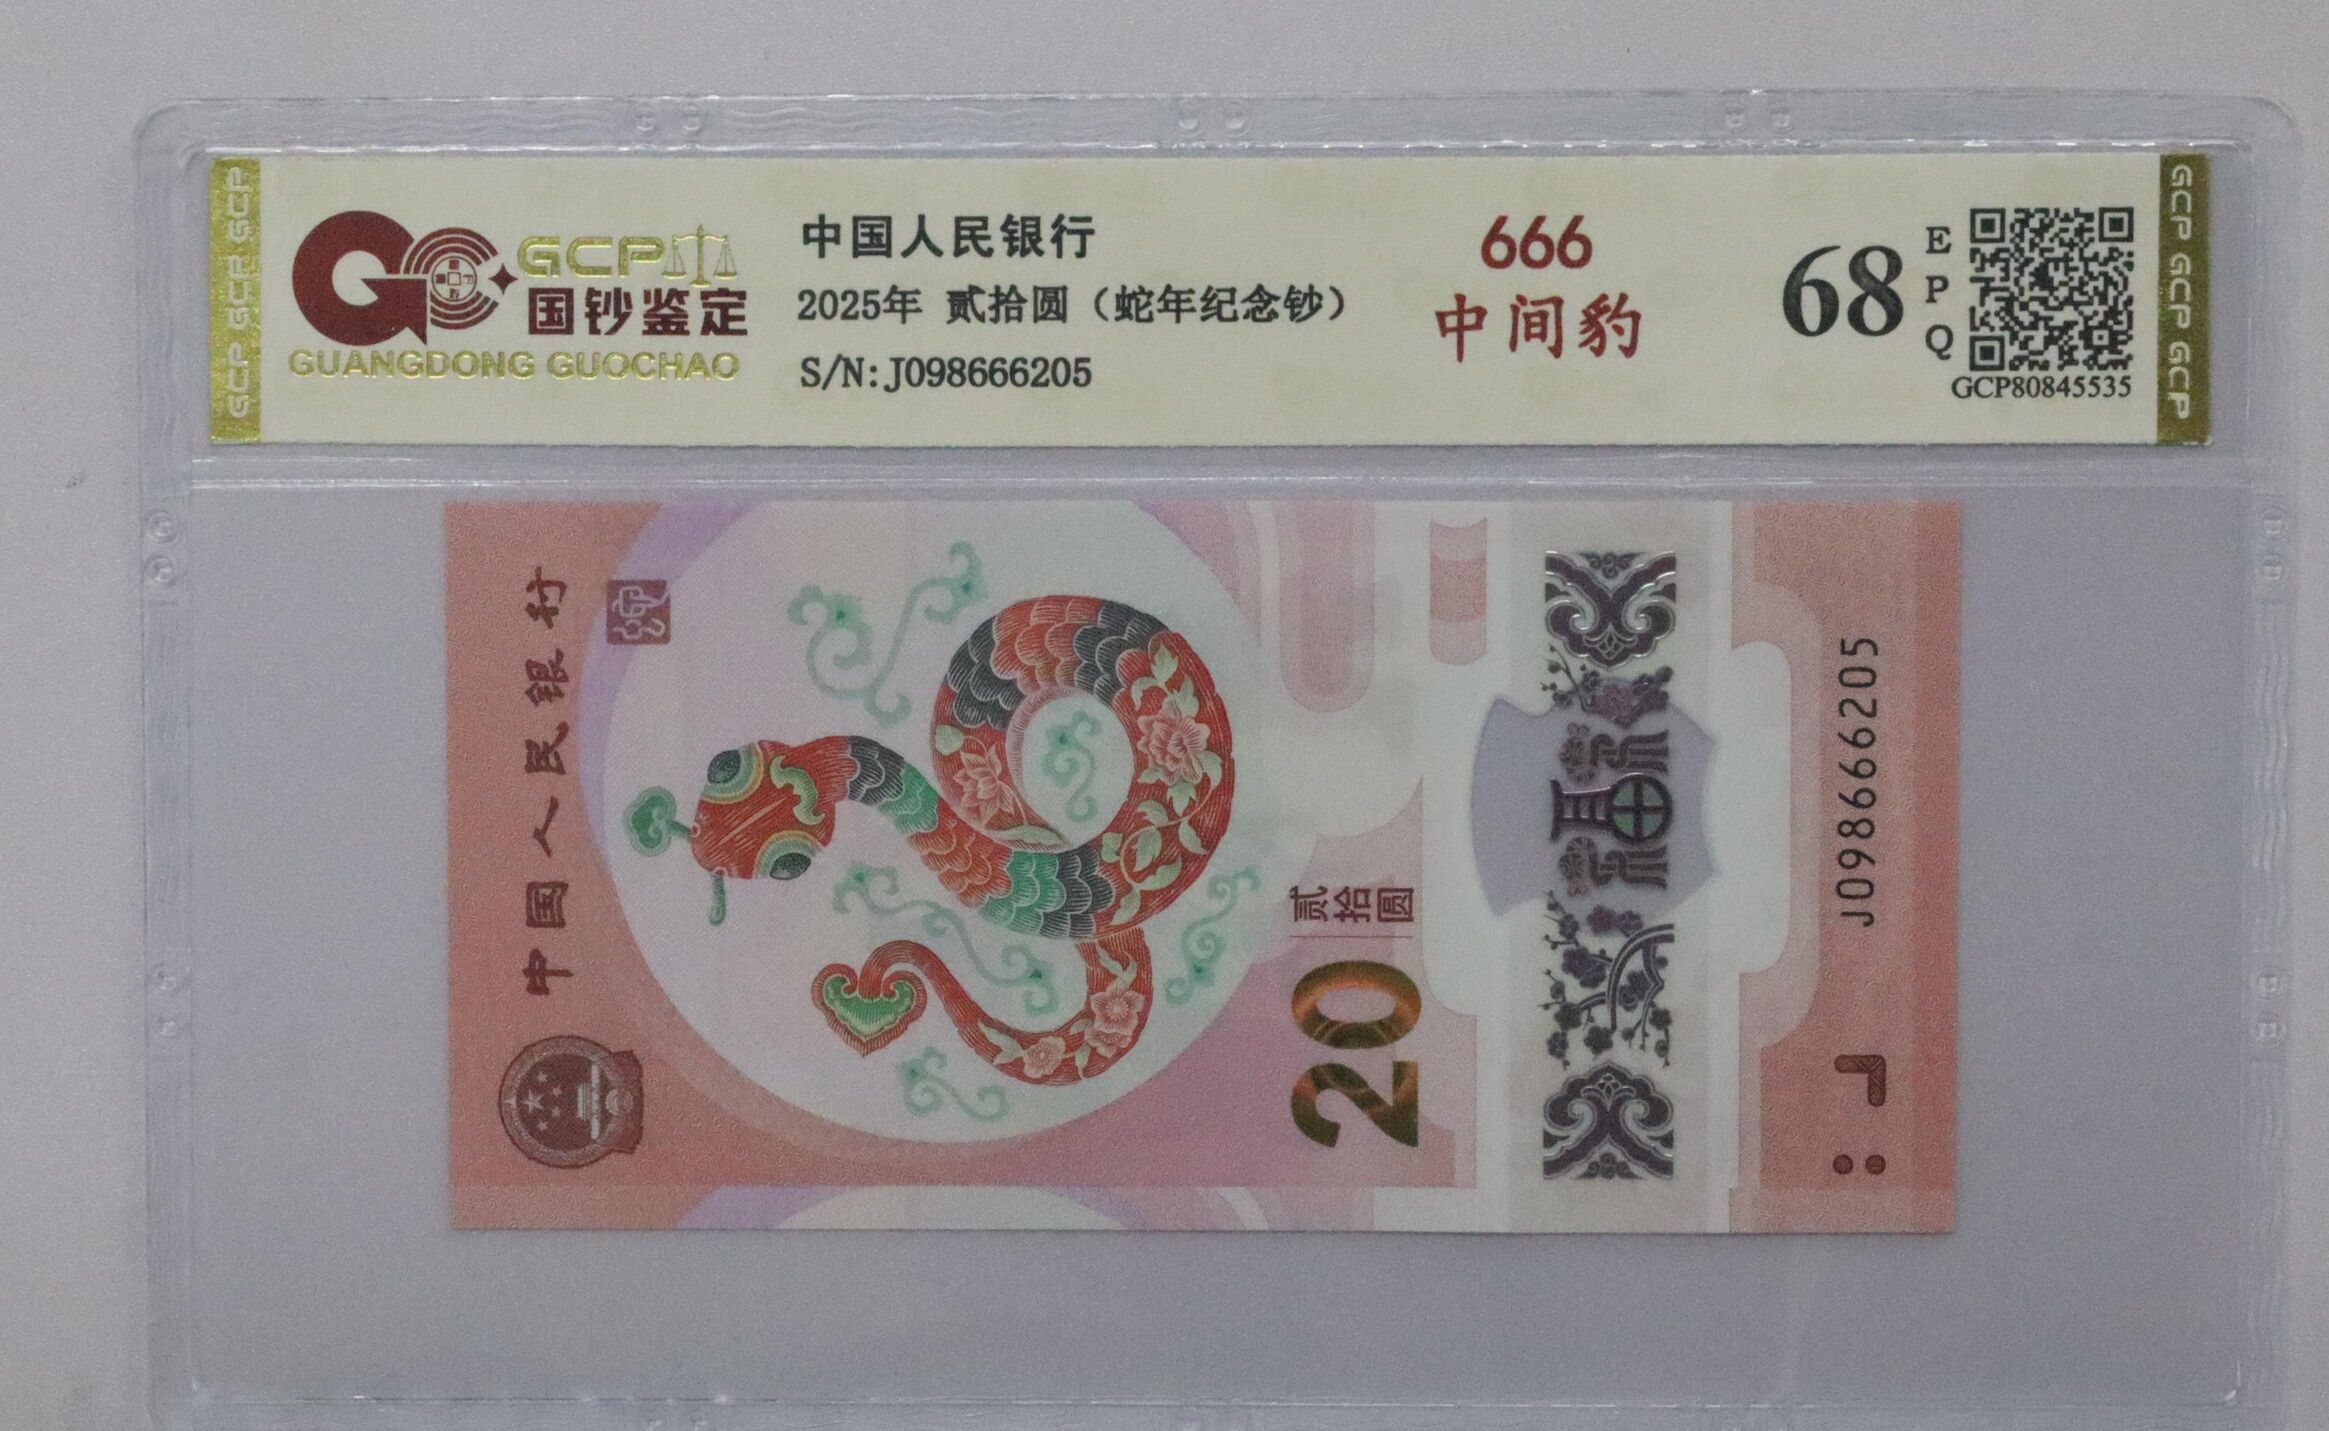 GCP GCP GCP
GCP
国钞鉴定
GUANGDONG GUOCHAO
中国人民银行
2025年 贰拾圆（蛇年纪念钞）
S/N:J098666205
666
中间豹
68
EPQ
GCP80845535
GCP GCP GCP
中国人民银行
贰拾圆
20
J098666205